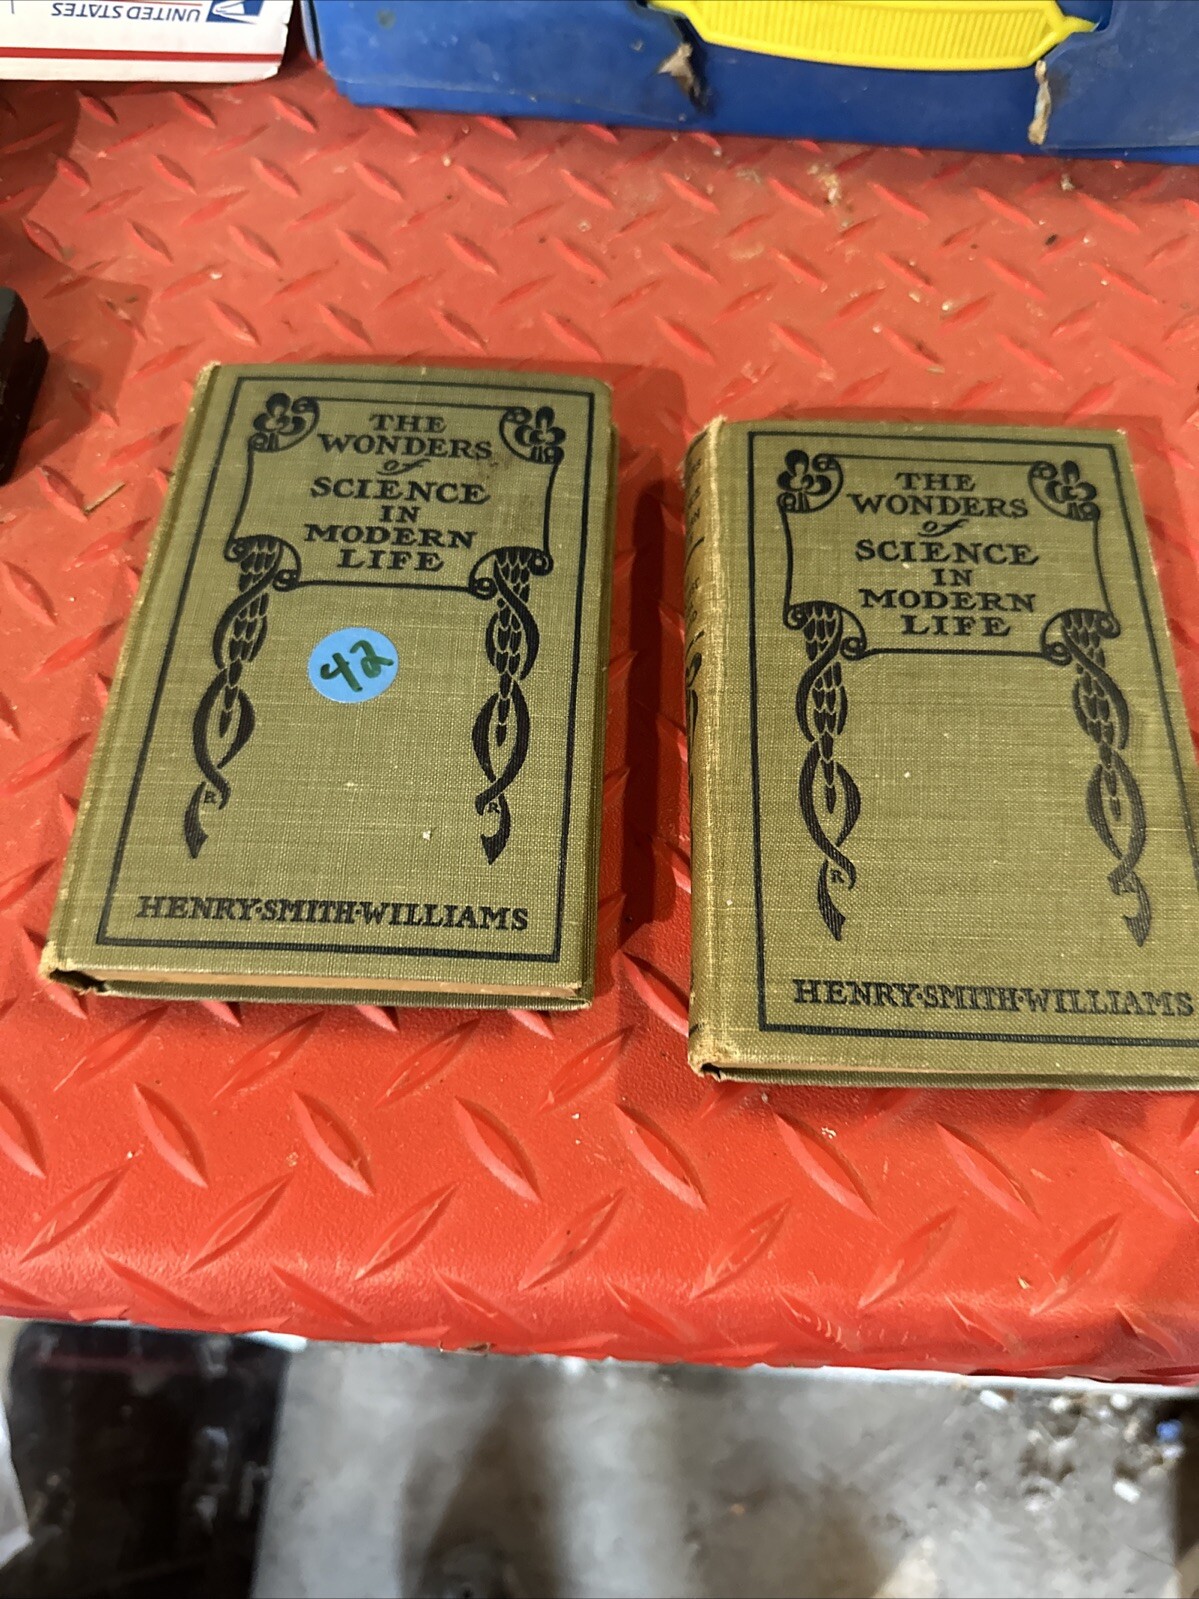 UNITED STATES
THE
WONDERS
of
SCIENCE
IN
MODERN
LIFE
42
R
R
HENRY·SMITH·WILLIAMS
THE
WONDERS
of
SCIENCE
IN
MODERN
LIFE
R
R
HENRY·SMITH·WILLIAMS